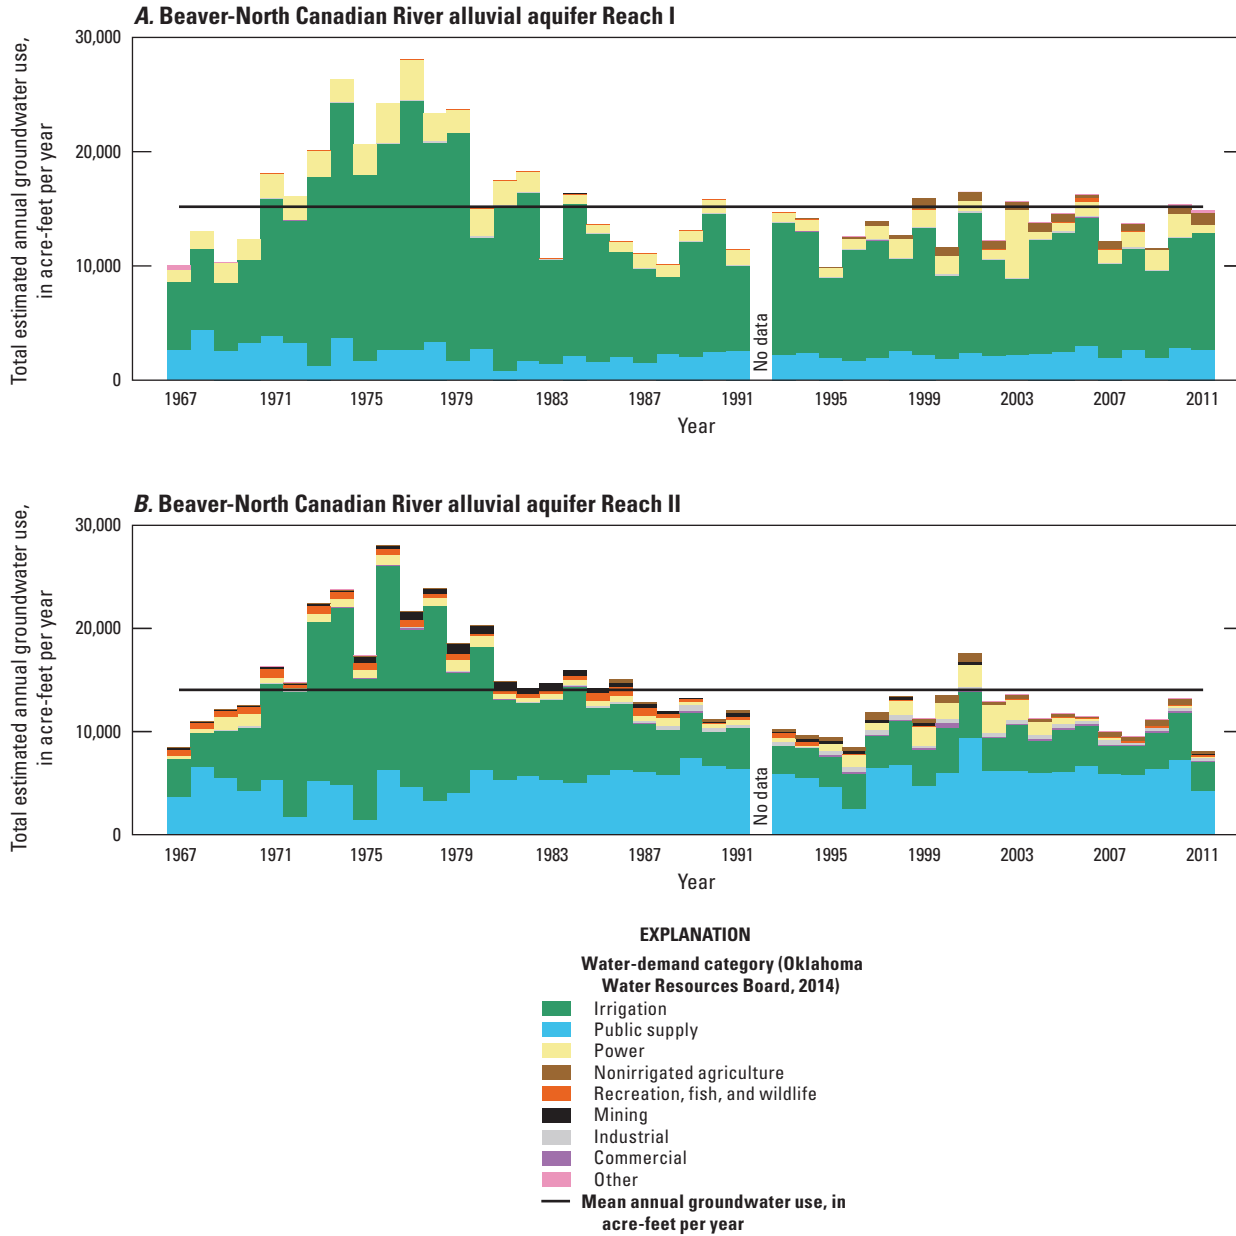 A. Beaver-North Canadian River alluvial aquifer Reach I
Total estimated annual groundwater use,
in acre-feet per year
30,000
20,000
10,000
0
No data
1967 1971 1975 1979 1983 1987 1991 1995 1999 2003 2007 2011
Year
B. Beaver-North Canadian River alluvial aquifer Reach II
Total estimated annual groundwater use,
in acre-feet per year
30,000
20,000
10,000
0
No data
1967 1971 1975 1979 1983 1987 1991 1995 1999 2003 2007 2011
Year
EXPLANATION
Water-demand category (Oklahoma
Water Resources Board, 2014)
Irrigation
Public supply
Power
Nonirrigated agriculture
Recreation, fish, and wildlife
Mining
Industrial
Commercial
Other
Mean annual groundwater use, in
acre-feet per year